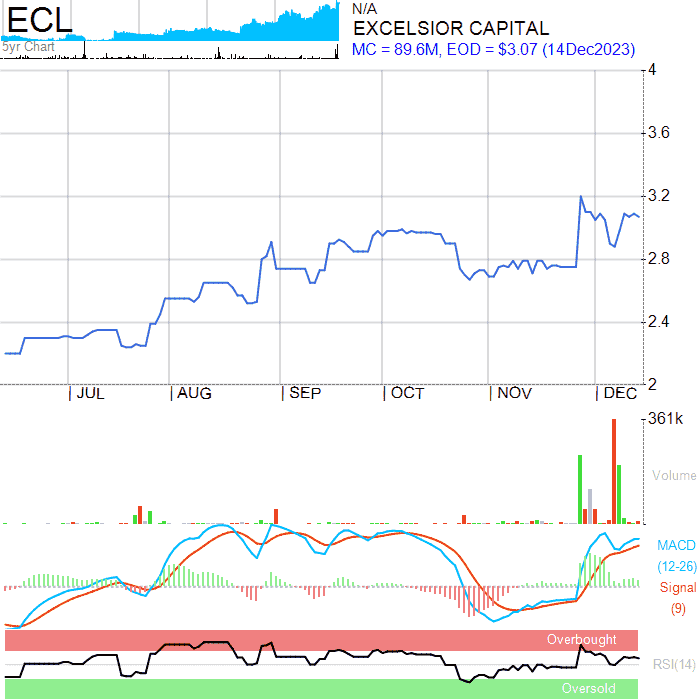 ECL
5yr Chart
N/A
EXCELSIOR CAPITAL
MC = 89.6M, EOD = $3.07 (14Dec2023)
4
3.6
3.2
2.8
2.4
2
| JUL | AUG | SEP | OCT | NOV | DEC
361k
Volume
MACD
(12-26)
Signal
(9)
Overbought
RSI(14)
Oversold